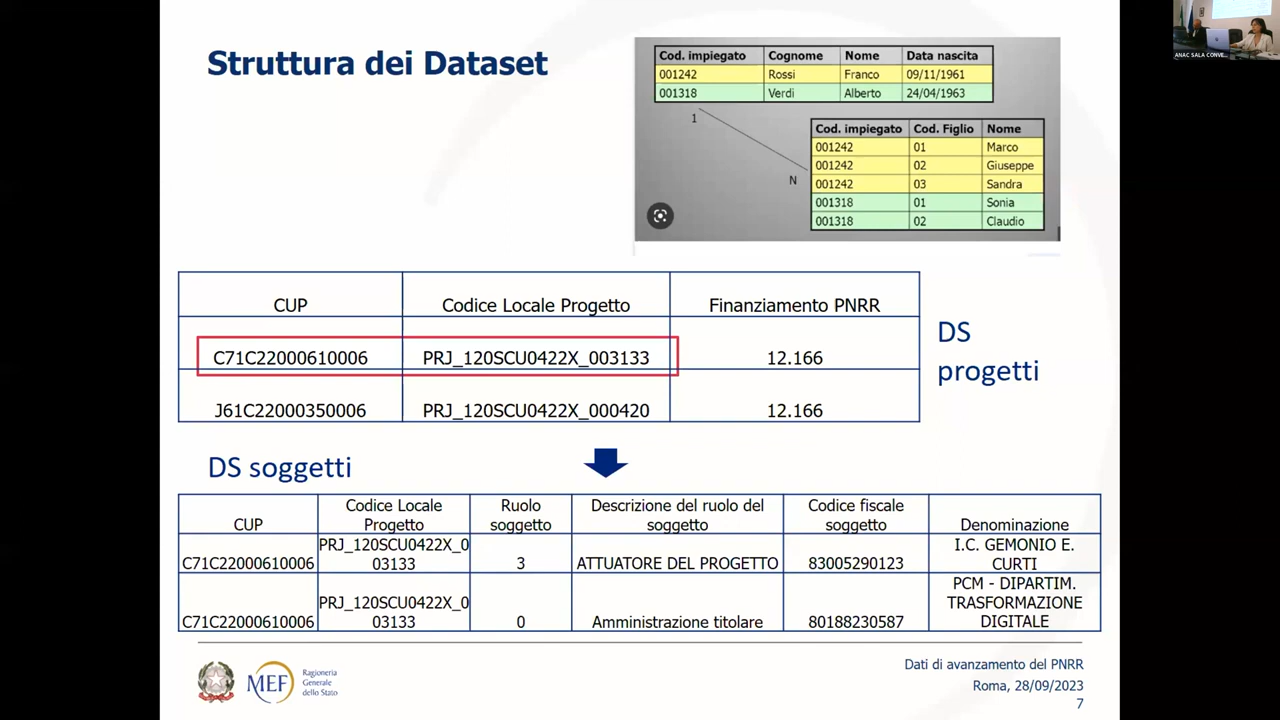 Struttura dei Dataset
Cod. impiegato Cognome Nome Data nascita
001242 Rossi Franco 09/11/1961
001318 Verdi Alberto 24/04/1963
1
N
Cod. impiegato Cod. Figlio Nome
001242 01 Marco
001242 02 Giuseppe
001242 03 Sandra
001318 01 Sonia
001318 02 Claudio
CUP Codice Locale Progetto Finanziamento PNRR
C71C22000610006 PRJ_120SCU0422X_003133 12.166
J61C22000350006 PRJ_120SCU0422X_000420 12.166
DS
progetti
DS soggetti
CUP
Codice Locale
Progetto
Ruolo
soggetto
Descrizione del ruolo del
soggetto
Codice fiscale
soggetto
Denominazione
C71C22000610006
PRJ_120SCU0422X_0
03133
3
ATTUATORE DEL PROGETTO
83005290123
I.C. GEMONIO E.
CURTI
C71C22000610006
PRJ_120SCU0422X_0
03133
0
Amministrazione titolare
80188230587
PCM - DIPARTIM.
TRASFORMAZIONE
DIGITALE
MEF
Ragioneria
Generale
dello Stato
Dati di avanzamento del PNRR
Roma, 28/09/2023
7
ANAC SALA CONVE...